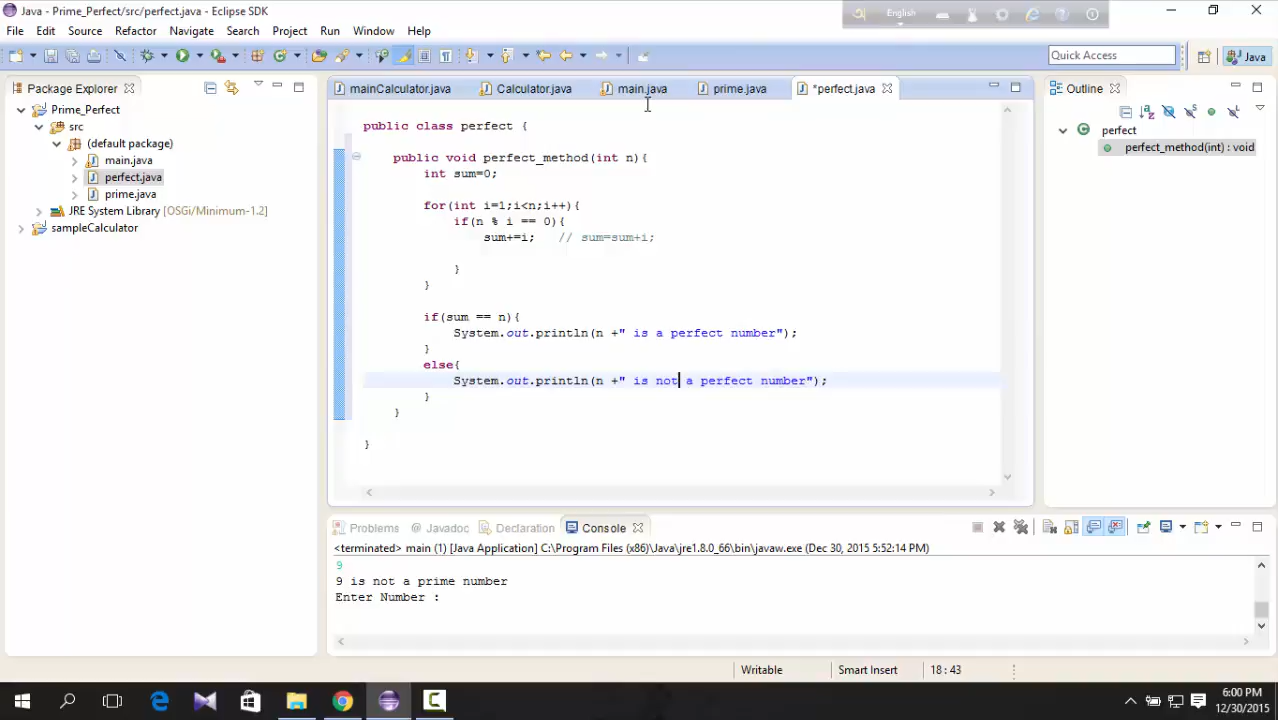 Java - Prime_Perfect/src/perfect.java - Eclipse SDK
English
File Edit Source Refactor Navigate Search Project Run Window Help
Quick Access
Java
Package Explorer
mainCalculator.java
Calculator.java
main.java
prime.java
*perfect.java
Outline
Prime_Perfect
src
(default package)
main.java
perfect.java
prime.java
JRE System Library [OSGi/Minimum-1.2]
sampleCalculator
public class perfect {
public void perfect_method(int n){
int sum=0;
for(int i=1;i<n;i++){
if(n % i == 0){
sum+=i; // sum=sum+i;
}
}
if(sum == n){
System.out.println(n +" is a perfect number");
}
else{
System.out.println(n +" is not a perfect number");
}
}
}
perfect
perfect_method(int) : void
Problems @ Javadoc Declaration Console
<terminated> main (1) [Java Application] C:\Program Files (x86)\Java\jre1.8.0_66\bin\javaw.exe (Dec 30, 2015 5:52:14 PM)
9
9 is not a prime number
Enter Number :
Writable
Smart Insert
18 : 43
6:00 PM
12/30/2015